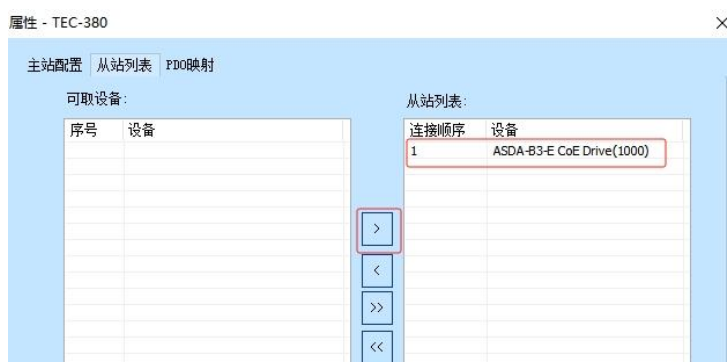 属性 - TEC-380
主站配置 从站列表 PDO映射
可取设备:
从站列表:
序号 设备
连接顺序 设备
1 ASDA-B3-E CoE Drive(1000)
>
<
>>
<<